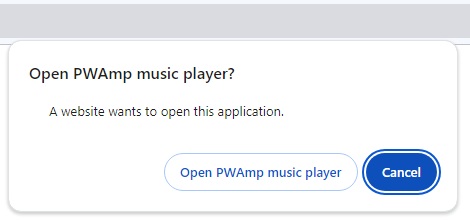 Open PWAmp music player?
A website wants to open this application.
Open PWAmp music player
Cancel